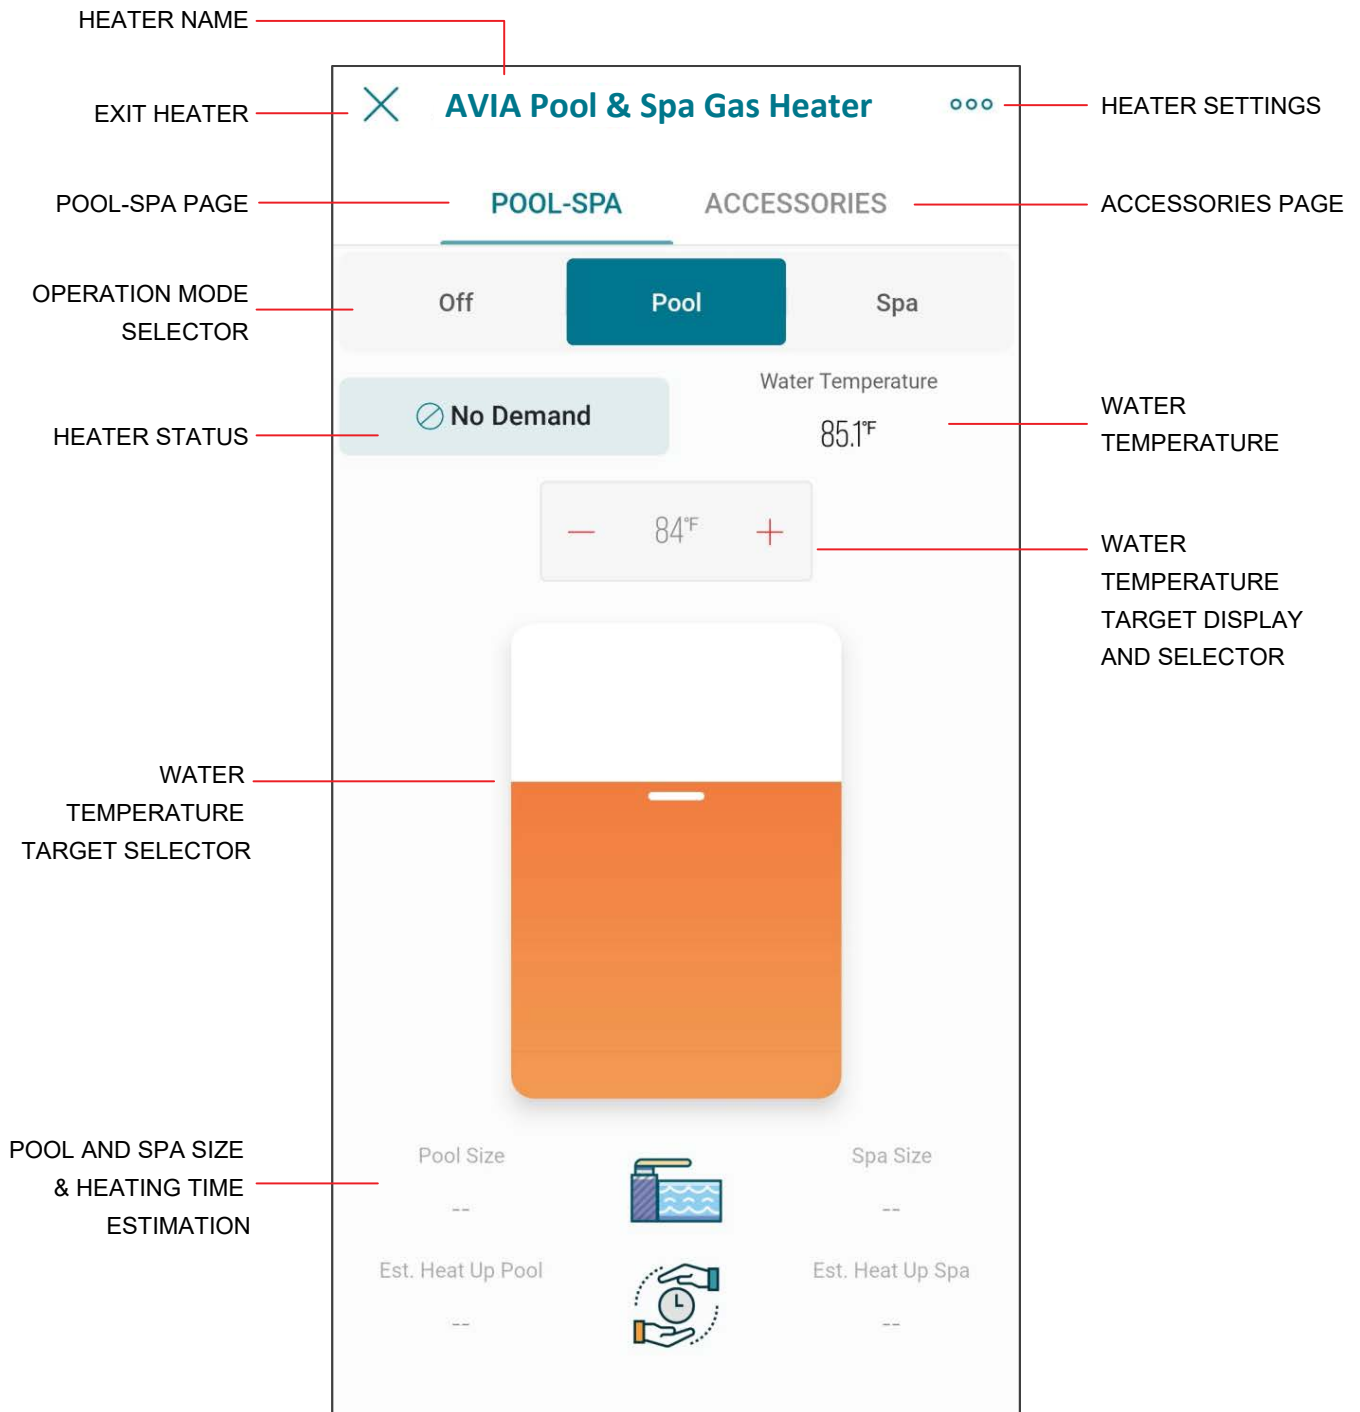 HEATER NAME
EXIT HEATER
AVIA Pool & Spa Gas Heater
HEATER SETTINGS
POOL-SPA PAGE
POOL-SPA
ACCESSORIES
ACCESSORIES PAGE
OPERATION MODE
SELECTOR
Off
Pool
Spa
HEATER STATUS
No Demand
Water Temperature
85.1°F
WATER
TEMPERATURE
84°F
WATER
TEMPERATURE
TARGET DISPLAY
AND SELECTOR
WATER
TEMPERATURE
TARGET SELECTOR
POOL AND SPA SIZE
& HEATING TIME
ESTIMATION
Pool Size
--
Spa Size
--
Est. Heat Up Pool
--
Est. Heat Up Spa
--